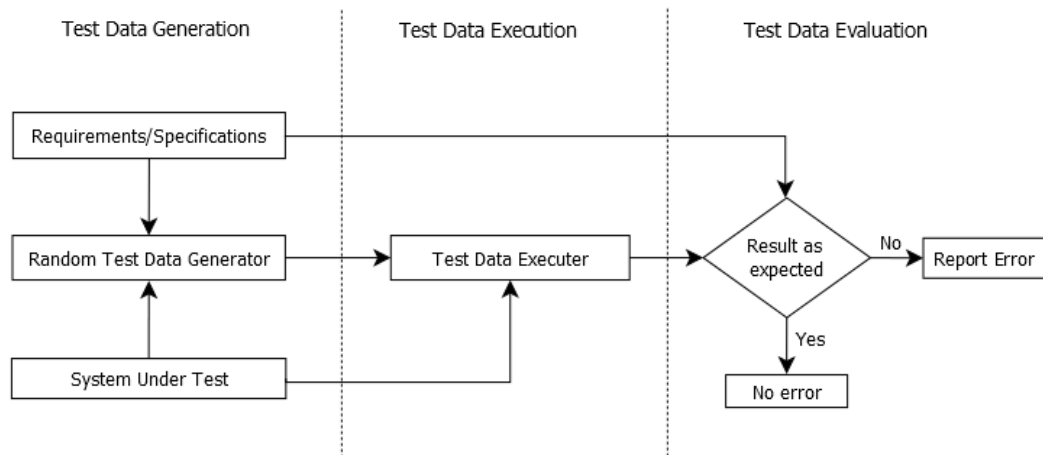 Test Data Generation
Test Data Execution
Test Data Evaluation
Requirements/Specifications
Random Test Data Generator
Test Data Executer
Result as
expected
No
Report Error
Yes
System Under Test
No error